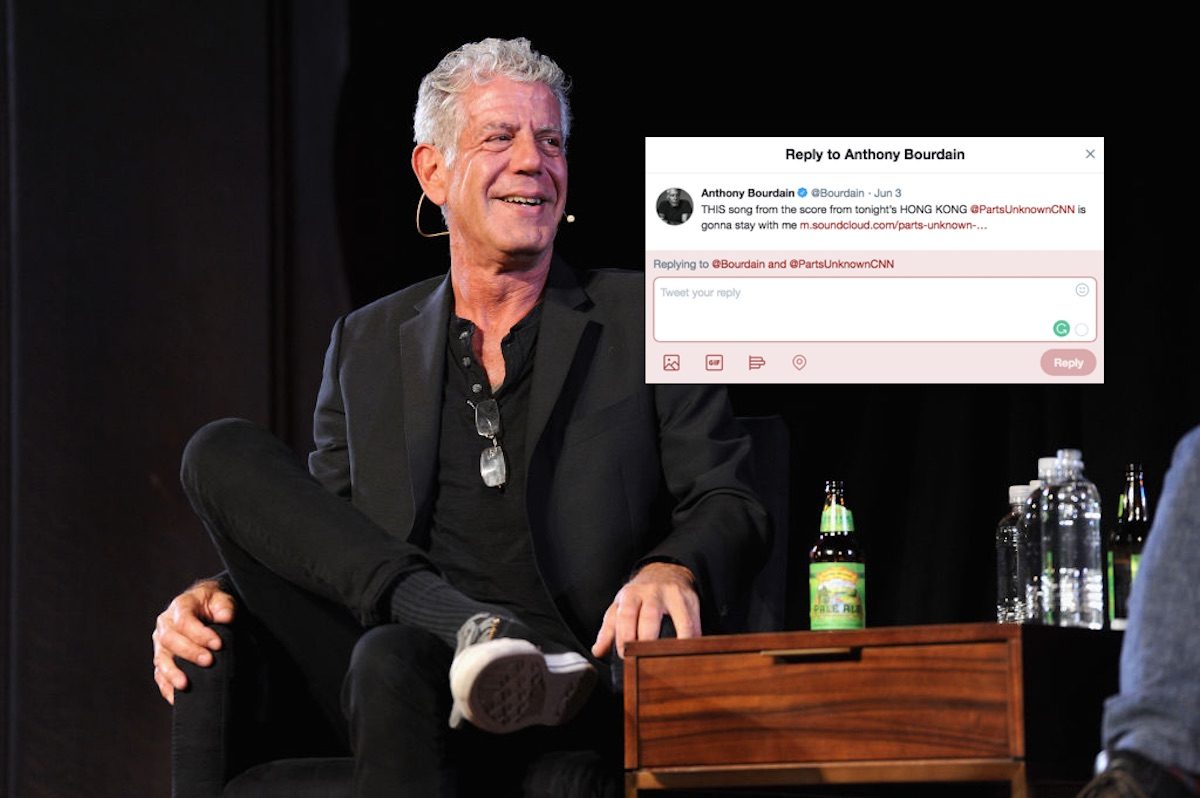 Reply to Anthony Bourdain
Anthony Bourdain @Bourdain · Jun 3
THIS song from the score from tonight's HONG KONG @PartsUnknownCNN is
gonna stay with me m.soundcloud.com/parts-unknown-...
Replying to @Bourdain and @PartsUnknownCNN
Tweet your reply
GIF
Reply
PALE ALE